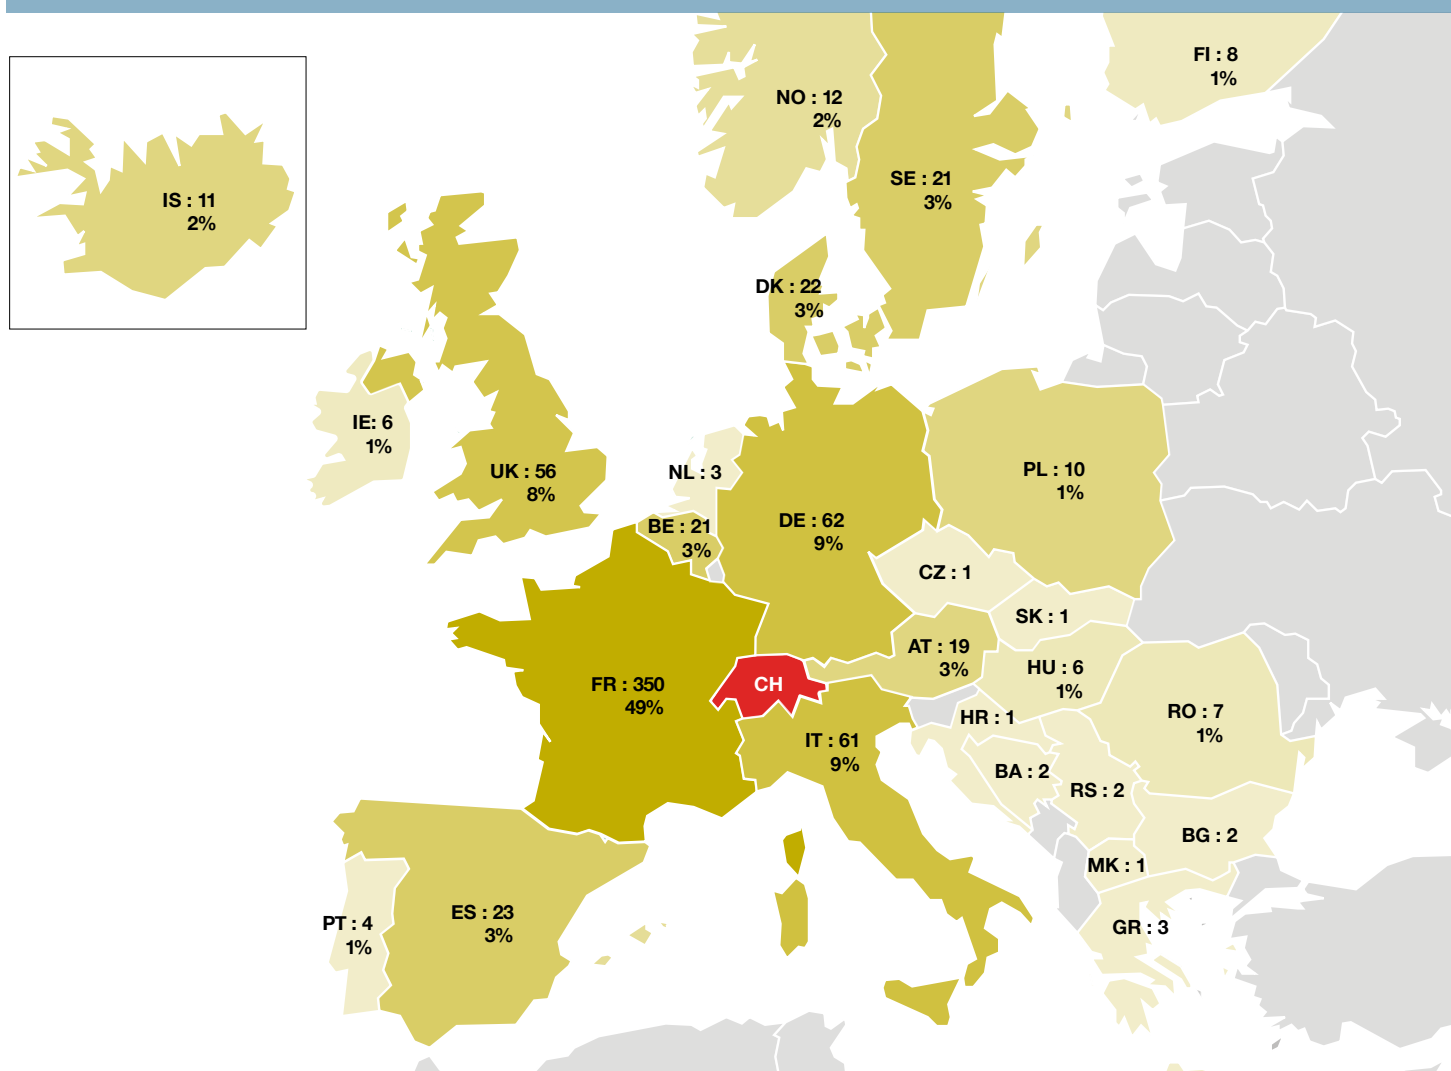 FI : 8
1%
NO : 12
2%
IS : 11
2%
SE : 21
3%
DK : 22
3%
IE: 6
1%
UK : 56
8%
NL : 3
PL : 10
1%
BE : 21
3%
DE : 62
9%
CZ : 1
SK : 1
AT : 19
3%
HU : 6
1%
FR : 350
49%
CH
HR : 1
RO : 7
1%
IT : 61
9%
BA : 2
RS : 2
BG : 2
MK : 1
PT : 4
1%
ES : 23
3%
GR : 3